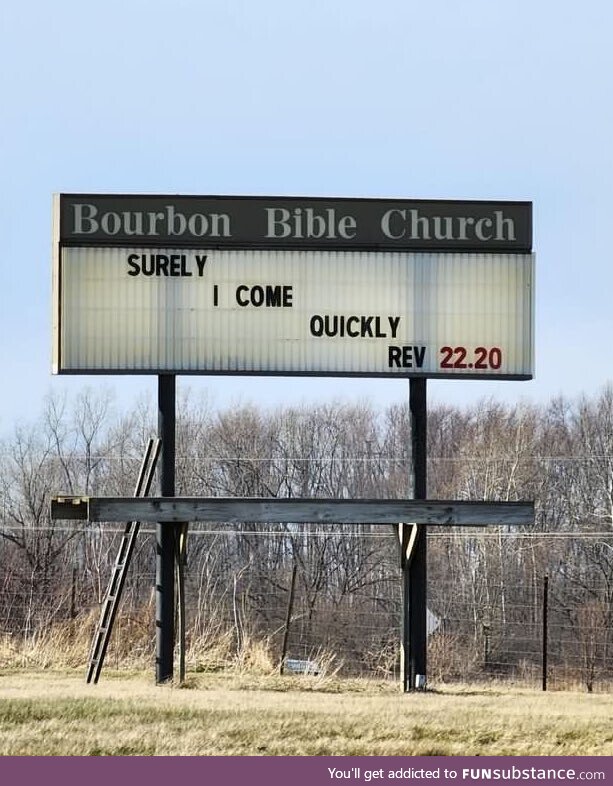 Bourbon Bible Church
SURELY
I COME
QUICKLY
REV 22.20
You'll get addicted to FUNsubstance.com